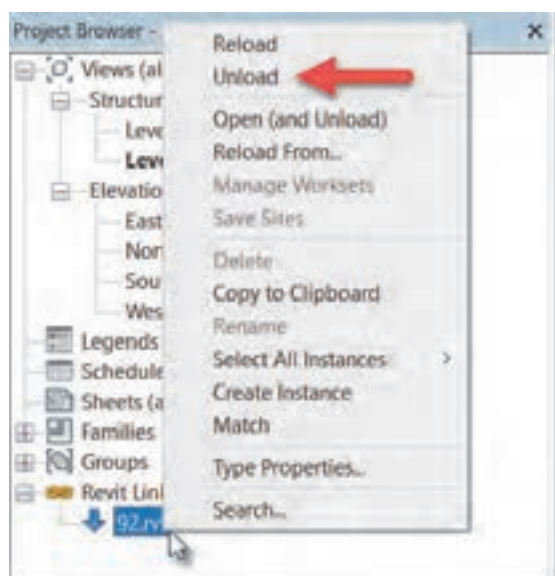 Project Browser -
Reload
Views (al
Unload
Structur
Leve
Open (and Unload)
Leve
Reload From...
Elevatio
Manage Worksets
East
Save Sites
Nor
Sou
Delete
Wes
Copy to Clipboard
Legends
Rename
Schedule
Select All Instances
Sheets (a
Create Instance
Families
Match
Groups
Type Properties...
Revit Lin
Search...
92.rv